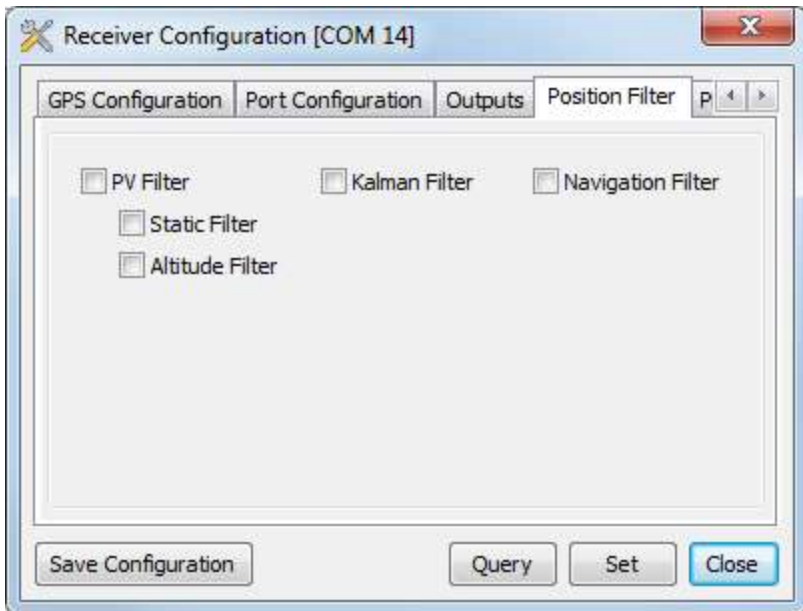 Receiver Configuration [COM 14]
GPS Configuration Port Configuration Outputs Position Filter P
PV Filter Kalman Filter Navigation Filter
Static Filter
Altitude Filter
Save Configuration Query Set Close